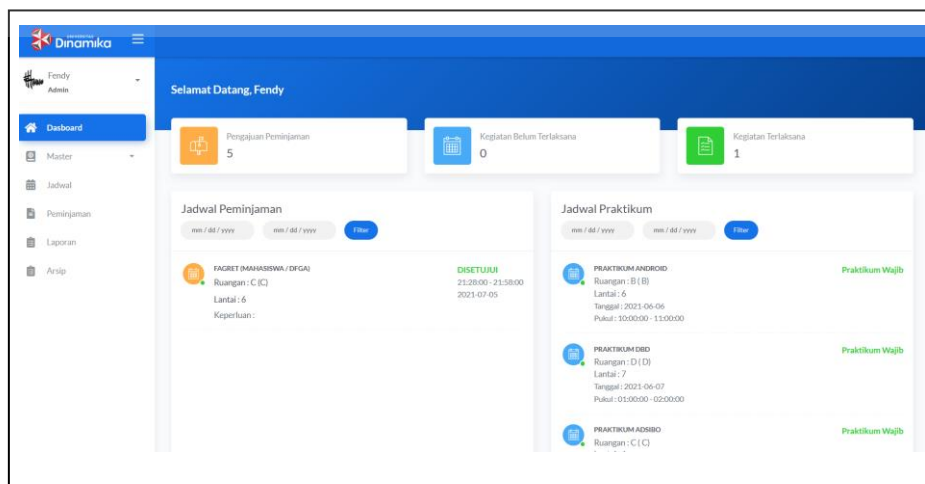 UNIVERSITAS
Dinamika
Fendy
Admin
Dasboard
Master
Jadwal
Peminjaman
Laporan
Arsip
Selamat Datang, Fendy
Pengajuan Peminjaman
5
Kegiatan Belum Terlaksana
0
Kegiatan Terlaksana
1
Jadwal Peminjaman
mm / dd / yyyy mm / dd / yyyy Filter
FAGRET (MAHASISWA / DFGA) DISETUJUI
Ruangan : C (C) 21:28:00 - 21:58:00
Lantai : 6 2021-07-05
Keperluan :
Jadwal Praktikum
mm / dd / yyyy mm / dd / yyyy Filter
PRAKTIKUM ANDROID Praktikum Wajib
Ruangan : B ( B)
Lantai : 6
Tanggal : 2021-06-06
Pukul : 10:00:00 - 11:00:00
PRAKTIKUM DBD Praktikum Wajib
Ruangan : D ( D)
Lantai : 7
Tanggal : 2021-06-07
Pukul : 01:00:00 - 02:00:00
PRAKTIKUM ADSIBO Praktikum Wajib
Ruangan : C ( C)